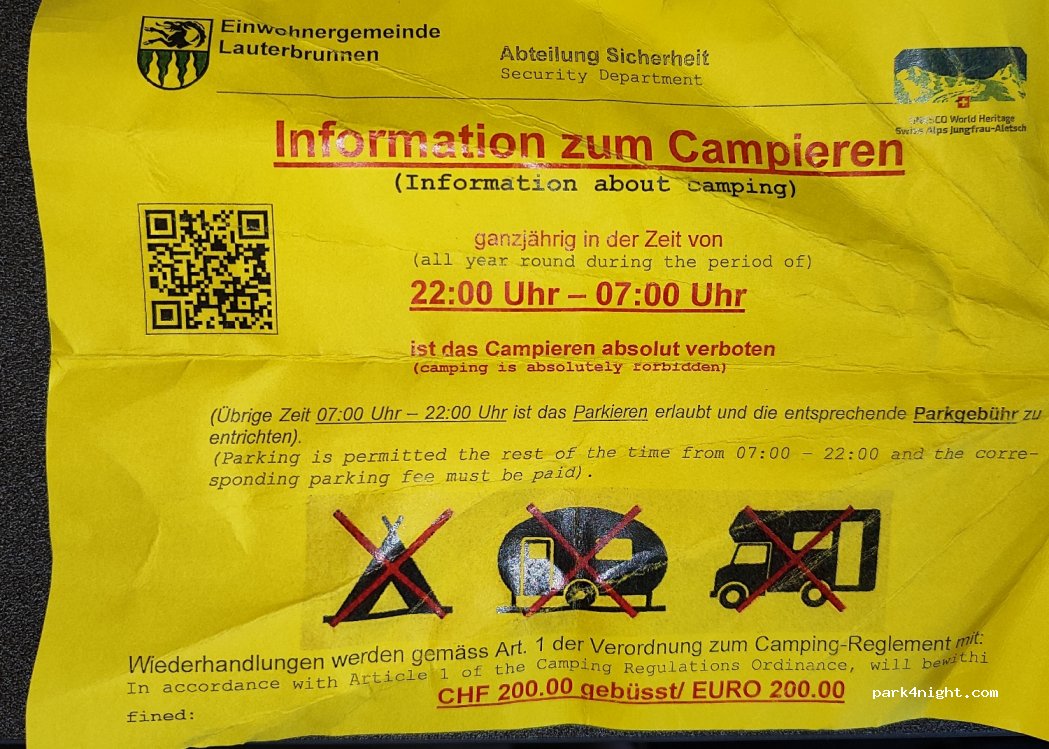 Einwohnergemeinde
Lauterbrunnen
Abteilung Sicherheit
Security Department
UNESCO World Heritage
Swiss Alps Jungfrau-Aletsch
Information zum Campieren
(Information about camping)
ganzjährig in der Zeit von
(all year round during the period of)
22:00 Uhr – 07:00 Uhr
ist das Campieren absolut verboten
(camping is absolutely forbidden)
(Übrige Zeit 07:00 Uhr – 22:00 Uhr ist das Parkieren erlaubt und die entsprechende Parkgebühr zu
entrichten).
(Parking is permitted the rest of the time from 07:00 – 22:00 and the corre-
sponding parking fee must be paid).
Wiederhandlungen werden gemäss Art. 1 der Verordnung zum Camping-Reglement mit:
In accordance with Article 1 of the Camping Regulations Ordinance, will bewithi
fined:
CHF 200.00 gebüsst/ EURO 200.00
park4night.com